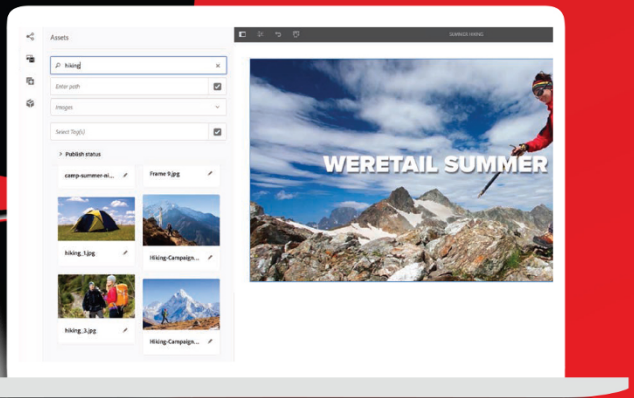 Assets
SUMMER HIKING
hiking
Enter path
Images
Select Tag(s)
> Publish status
camp-summer-ni...
Frame 9.jpg
WERETAIL SUMMER
hiking_1.jpg
Hiking-Campaign...
hiking_3.jpg
Hiking-Campaign...